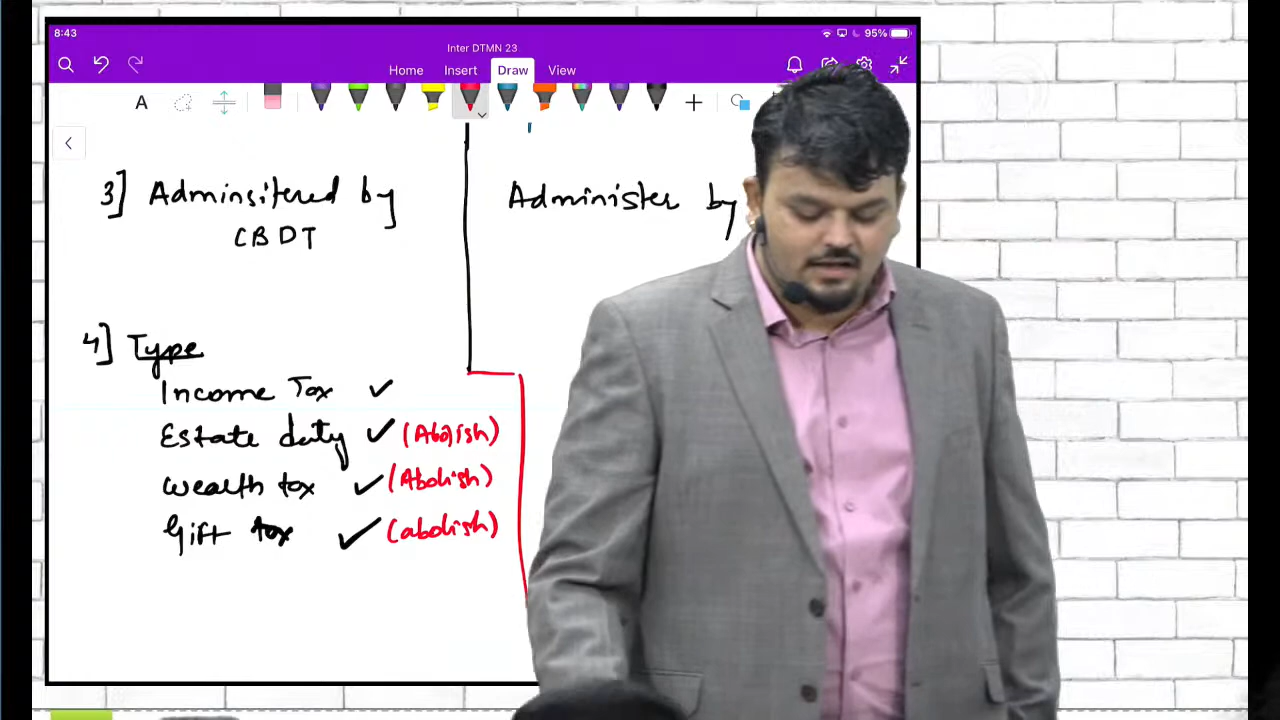 8:43
95%
Inter DTMN 23
Home Insert Draw View
A
3] Adminsitered by
CBDT
Administer by
4] Type
Income Tax ✓
Estate duty ✓ (Abolish)
Wealth tax ✓ (Abolish)
Gift tax ✓ (abolish)